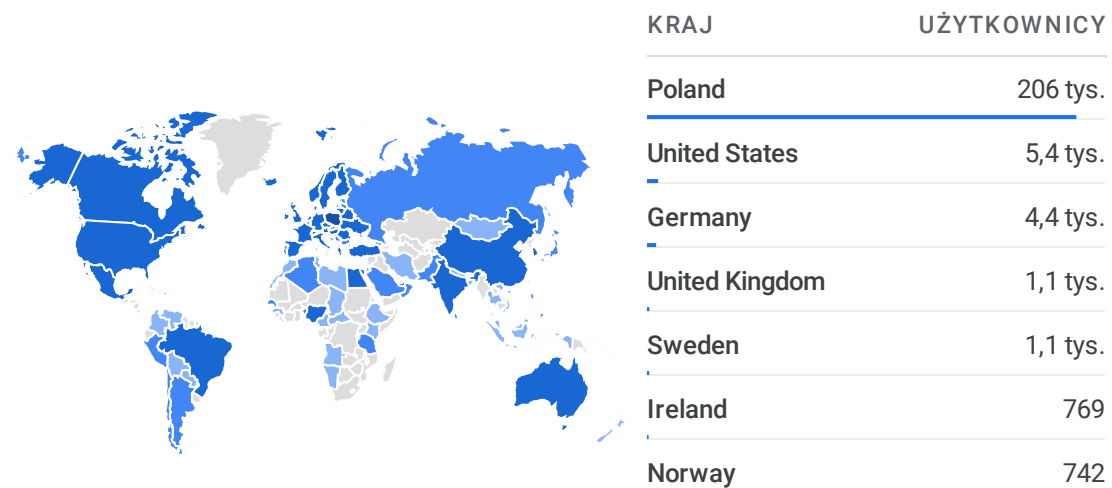 KRAJ UŻYTKOWNICY
Poland 206 tys.
United States 5,4 tys.
Germany 4,4 tys.
United Kingdom 1,1 tys.
Sweden 1,1 tys.
Ireland 769
Norway 742